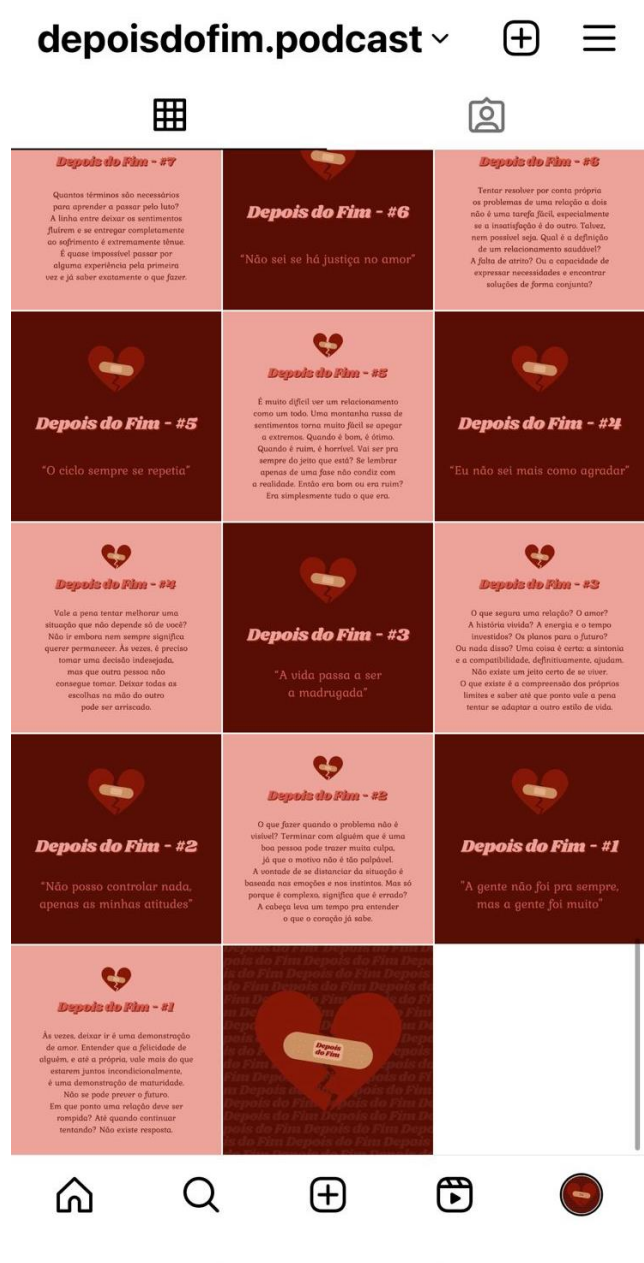 depoisdofim.podcast
Depois do Fim - #7
Quantos términos são necessários
para aprender a passar pelo luto?
A linha entre deixar os sentimentos
fluírem e se entregar completamente
ao sofrimento é extremamente tênue.
É quase impossível passar por
alguma experiência pela primeira
vez e já saber exatamente o que fazer.
Depois do Fim - #6
"Não sei se há justiça no amor"
Depois do Fim - #6
Tentar resolver por conta própria
os problemas de uma relação a dois
não é uma tarefa fácil, especialmente
se a insatisfação é do outro. Talvez,
nem possível seja. Qual é a definição
de um relacionamento saudável?
A falta de atrito? Ou a capacidade de
expressar necessidades e encontrar
soluções de forma conjunta?
Depois do Fim - #5
"O ciclo sempre se repetia"
Depois do Fim - #5
É muito difícil ver um relacionamento
como um todo. Uma montanha russa de
sentimentos torna muito fácil se apegar
a extremos. Quando é bom, é ótimo.
Quando é ruim, é horrível. Vai ser pra
sempre do jeito que está? Se lembrar
apenas de uma fase não condiz com
a realidade. Então era bom ou era ruim?
Era simplesmente tudo o que era.
Depois do Fim - #4
"Eu não sei mais como agradar"
Depois do Fim - #4
Vale a pena tentar melhorar uma
situação que não depende só de você?
Não ir embora nem sempre significa
querer permanecer. Às vezes, é preciso
tomar uma decisão indesejada,
mas que outra pessoa não
consegue tomar. Deixar todas as
escolhas na mão do outro
pode ser arriscado.
Depois do Fim - #3
"A vida passa a ser
a madrugada"
Depois do Fim - #3
O que segura uma relação? O amor?
A história vivida? A energia e o tempo
investidos? Os planos para o futuro?
Ou nada disso? Uma coisa é certa: a sintonia
e a compatibilidade, definitivamente, ajudam.
Não existe um jeito certo de se viver.
O que existe é a compreensão dos próprios
limites e saber até que ponto vale a pena
tentar se adaptar a outro estilo de vida.
Depois do Fim - #2
"Não posso controlar nada,
apenas as minhas atitudes"
Depois do Fim - #2
O que fazer quando o problema não é
visível? Terminar com alguém que é uma
boa pessoa pode trazer muita culpa,
já que o motivo não é tão palpável.
A vontade de se distanciar da situação é
baseada nas emoções e nos instintos. Mas só
porque é complexo, significa que é errado?
A cabeça leva um tempo pra entender
o que o coração já sabe.
Depois do Fim - #1
"A gente não foi pra sempre,
mas a gente foi muito"
Depois do Fim - #1
Às vezes, deixar ir é uma demonstração
de amor. Entender que a felicidade de
alguém, e até a própria, vale mais do que
estarem juntos incondicionalmente,
é uma demonstração de maturidade.
Não se pode prever o futuro.
Em que ponto uma relação deve ser
rompida? Até quando continuar
tentando? Não existe resposta.
Depois
do Fim